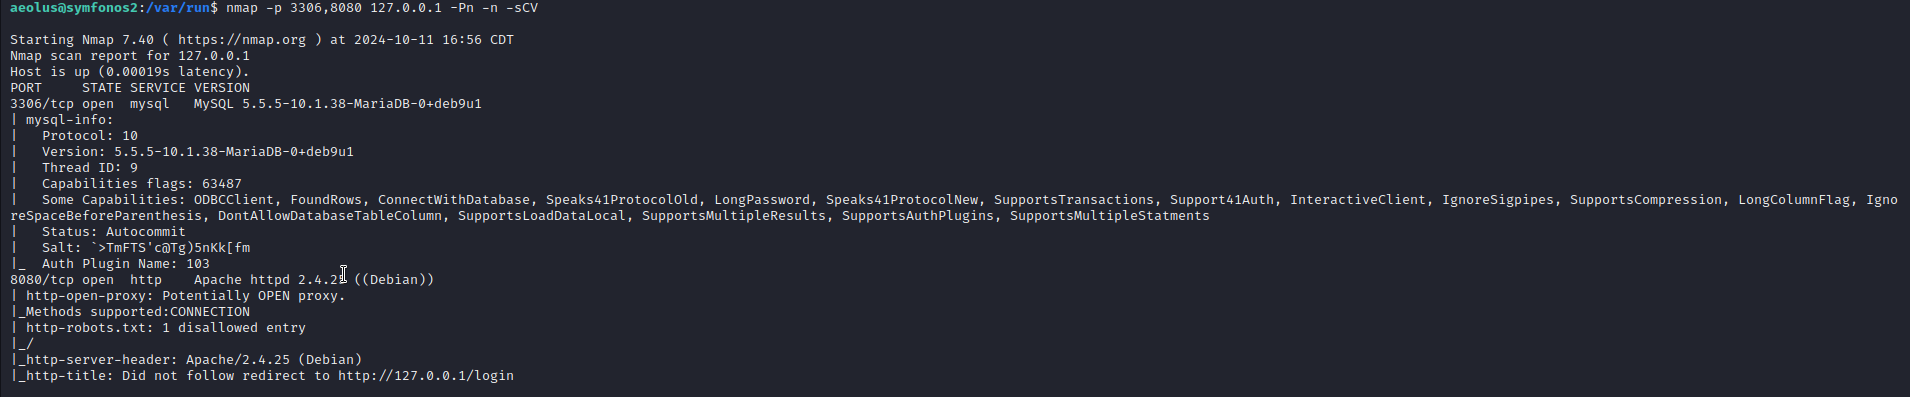 aeolus@symfonos2:/var/run$ nmap -p 3306,8080 127.0.0.1 -Pn -n -sCV
Starting Nmap 7.40 ( https://nmap.org ) at 2024-10-11 16:56 CDT
Nmap scan report for 127.0.0.1
Host is up (0.00019s latency).
PORT     STATE SERVICE VERSION
3306/tcp open  mysql   MySQL 5.5.5-10.1.38-MariaDB-0+deb9u1
| mysql-info:
|   Protocol: 10
|   Version: 5.5.5-10.1.38-MariaDB-0+deb9u1
|   Thread ID: 9
|   Capabilities flags: 63487
|   Some Capabilities: ODBCClient, FoundRows, ConnectWithDatabase, Speaks41ProtocolOld, LongPassword, Speaks41ProtocolNew, SupportsTransactions, Support41Auth, InteractiveClient, IgnoreSigpipes, SupportsCompression, LongColumnFlag, Igno
reSpaceBeforeParenthesis, DontAllowDatabaseTableColumn, SupportsLoadDataLocal, SupportsMultipleResults, SupportsAuthPlugins, SupportsMultipleStatments
|   Status: Autocommit
|   Salt: `>TmFTS'c@Tg)5nKk[fm
|_  Auth Plugin Name: 103
8080/tcp open  http    Apache httpd 2.4.25 ((Debian))
| http-open-proxy: Potentially OPEN proxy.
|_Methods supported:CONNECTION
| http-robots.txt: 1 disallowed entry
|_/
|_http-server-header: Apache/2.4.25 (Debian)
|_http-title: Did not follow redirect to http://127.0.0.1/login